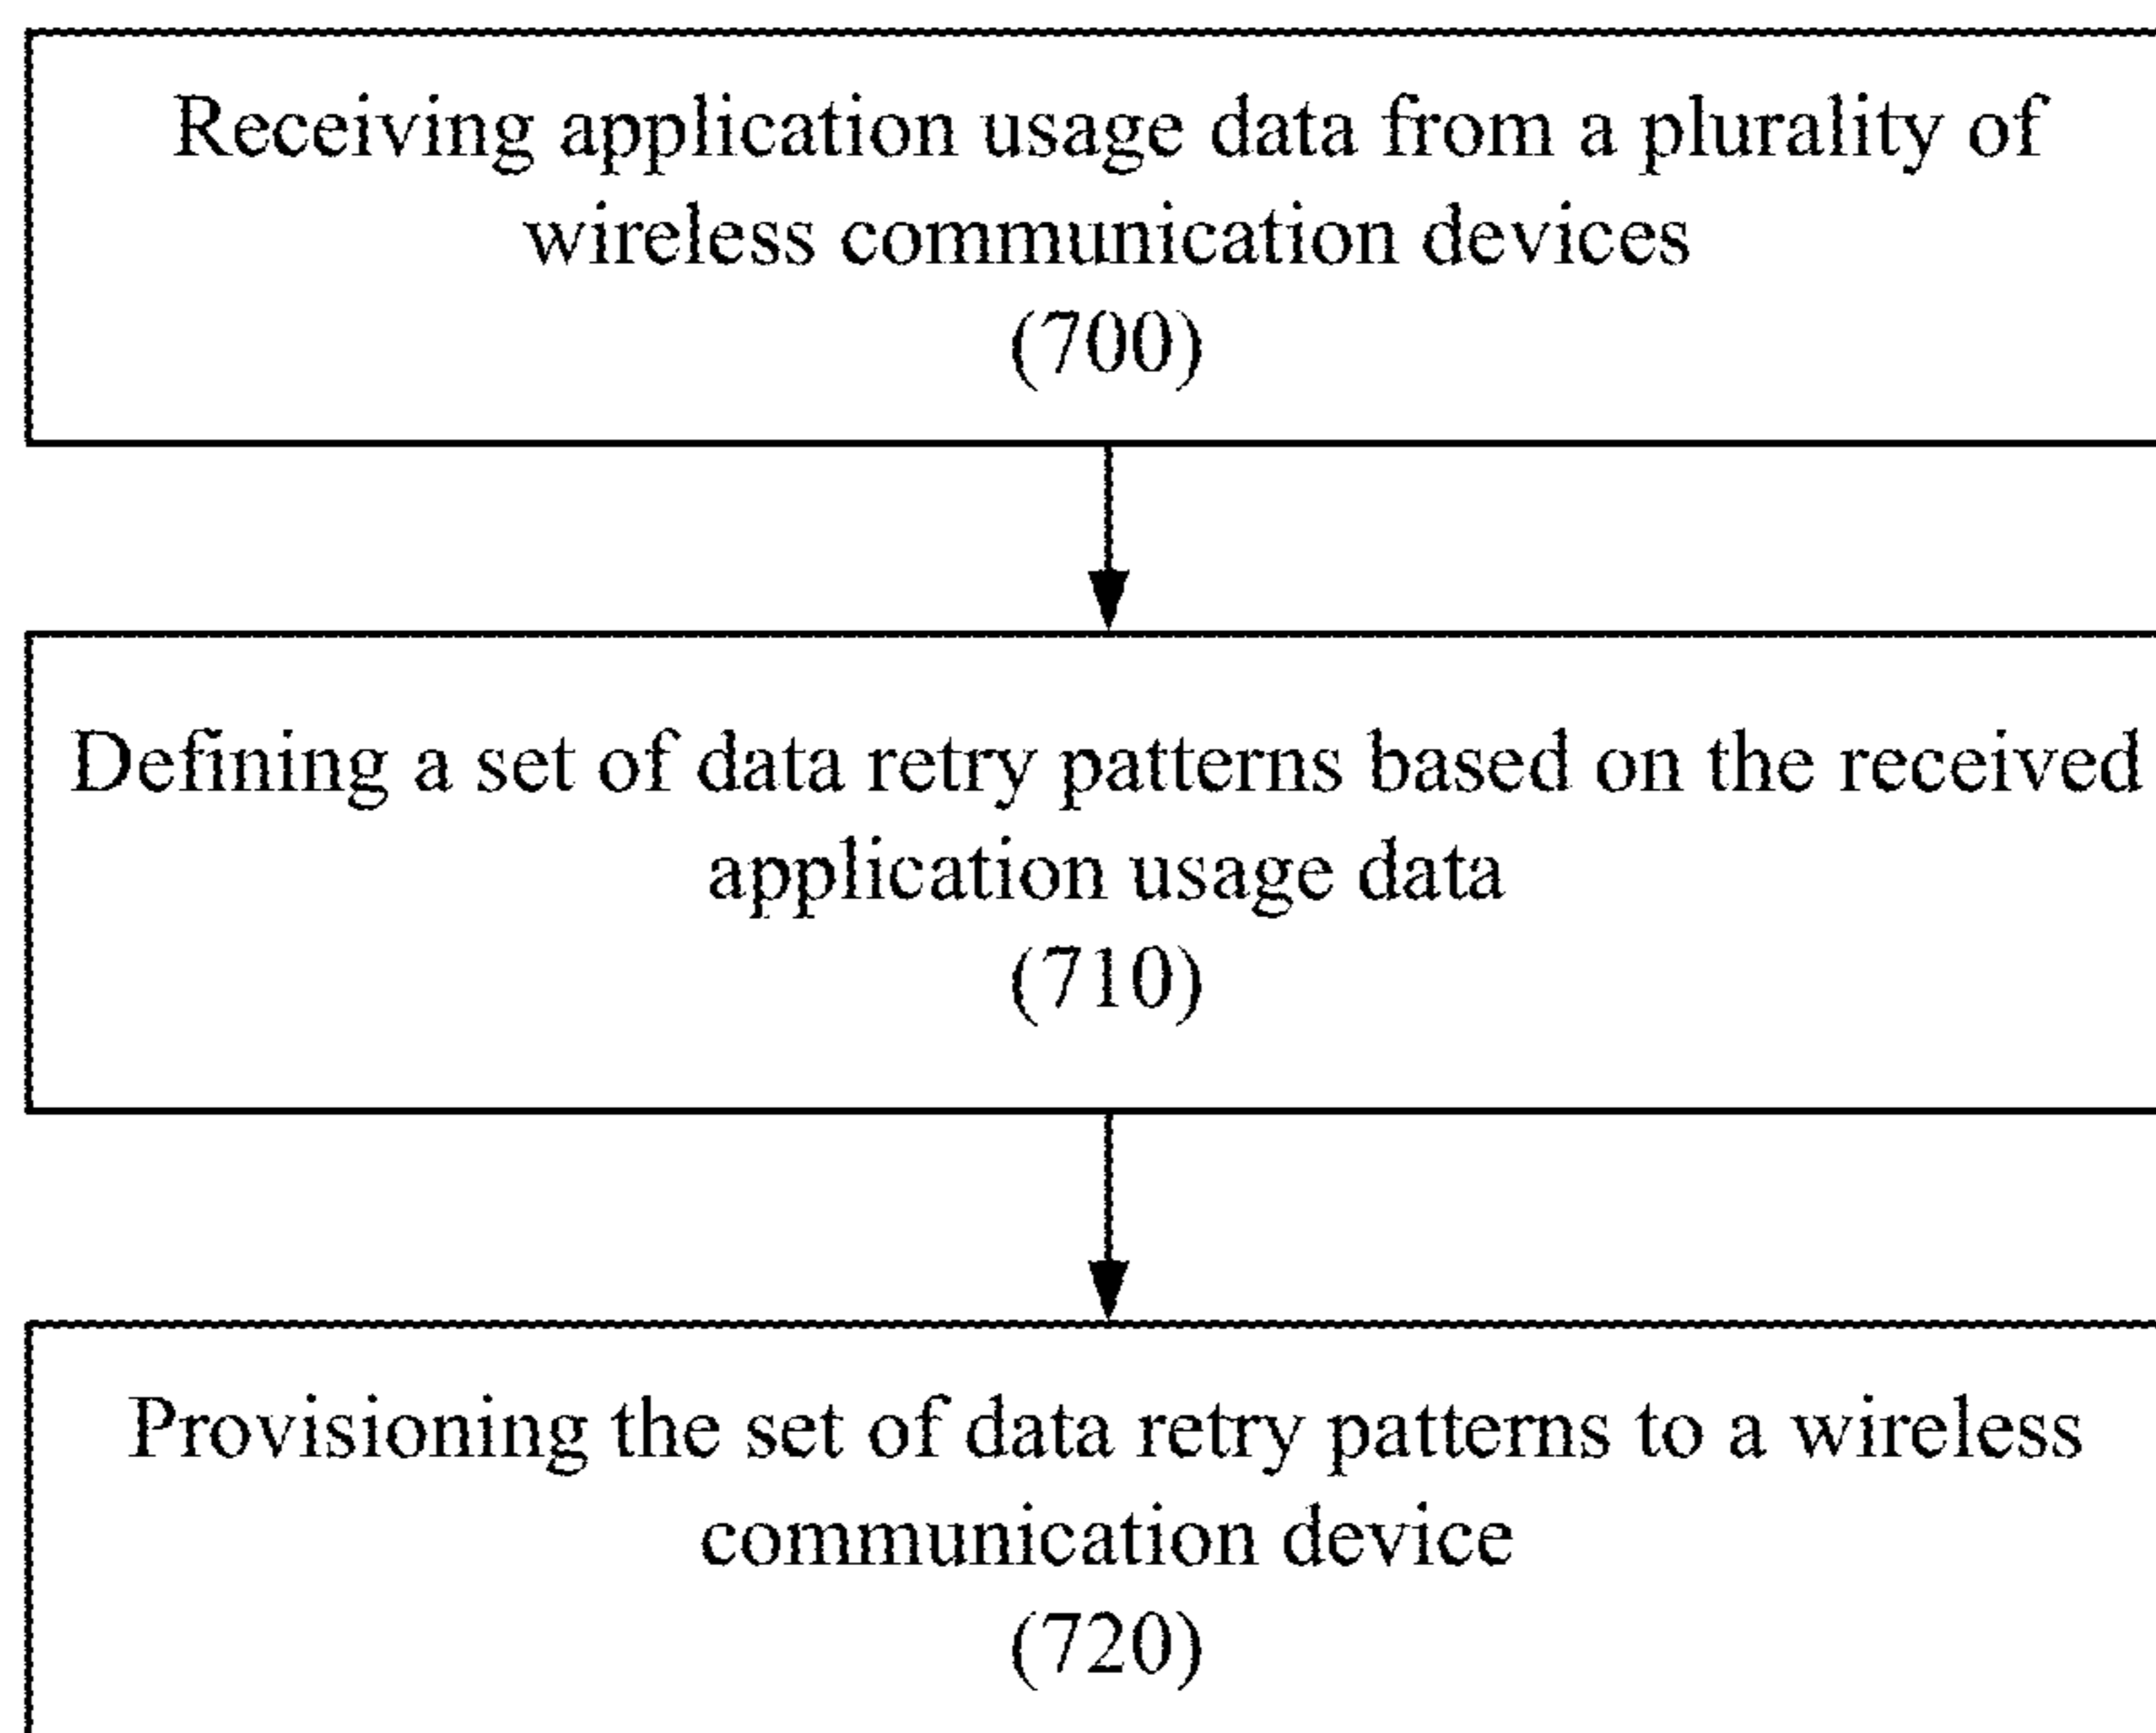 Receiving application usage data from a plurality of
wireless communication devices
(700)
Defining a set of data retry patterns based on the received
application usage data
(710)
Provisioning the set of data retry patterns to a wireless
communication device
(720)